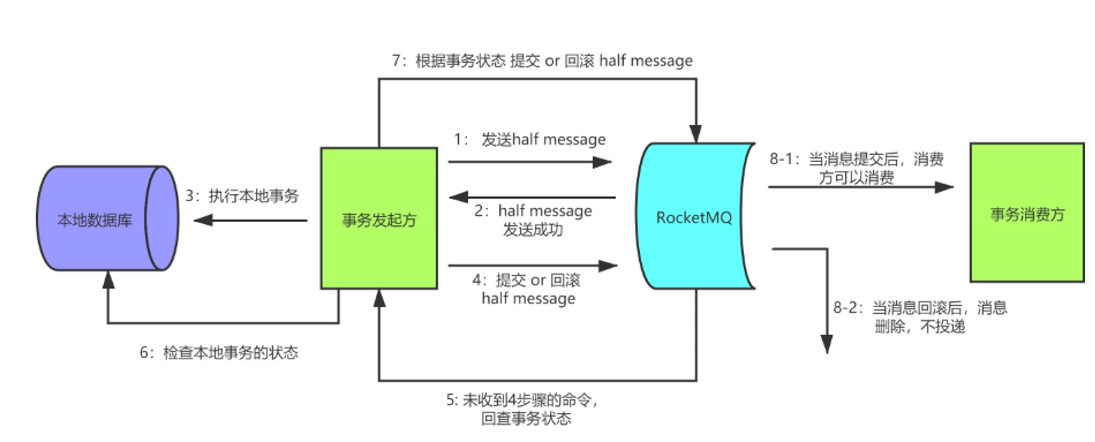 7：根据事务状态 提交 or 回滚 half message
1： 发送half message
8-1：当消息提交后，消费
方可以消费
3：执行本地事务
本地数据库
事务发起方
2：half message
发送成功
RocketMQ
事务消费方
4：提交 or 回滚
half message
8-2：当消息回滚后，消息
删除，不投递
6：检查本地事务的状态
5: 未收到4步骤的命令，
回查事务状态